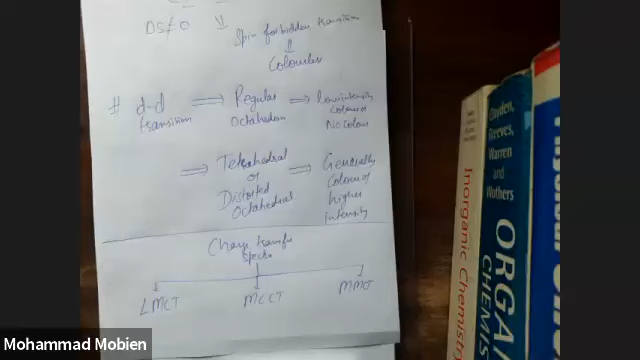 ΔS≠0
Spin forbidden transition
⇓
Colourless
# d-d ⟹ Regular ⟹ Low intensity
transition Octahedron colour or
No colour
⟹ Tetrahedral ⟹ Generally
or colour of
Distorted higher
Octahedral intensity
Charge transfer
Spectra
LMCT MLCT MMCT
Mohammad Mobien
Inorganic Chemistry
Clayden,
Greeves,
Warren
and
Wothers
ORGA
CHEMIS